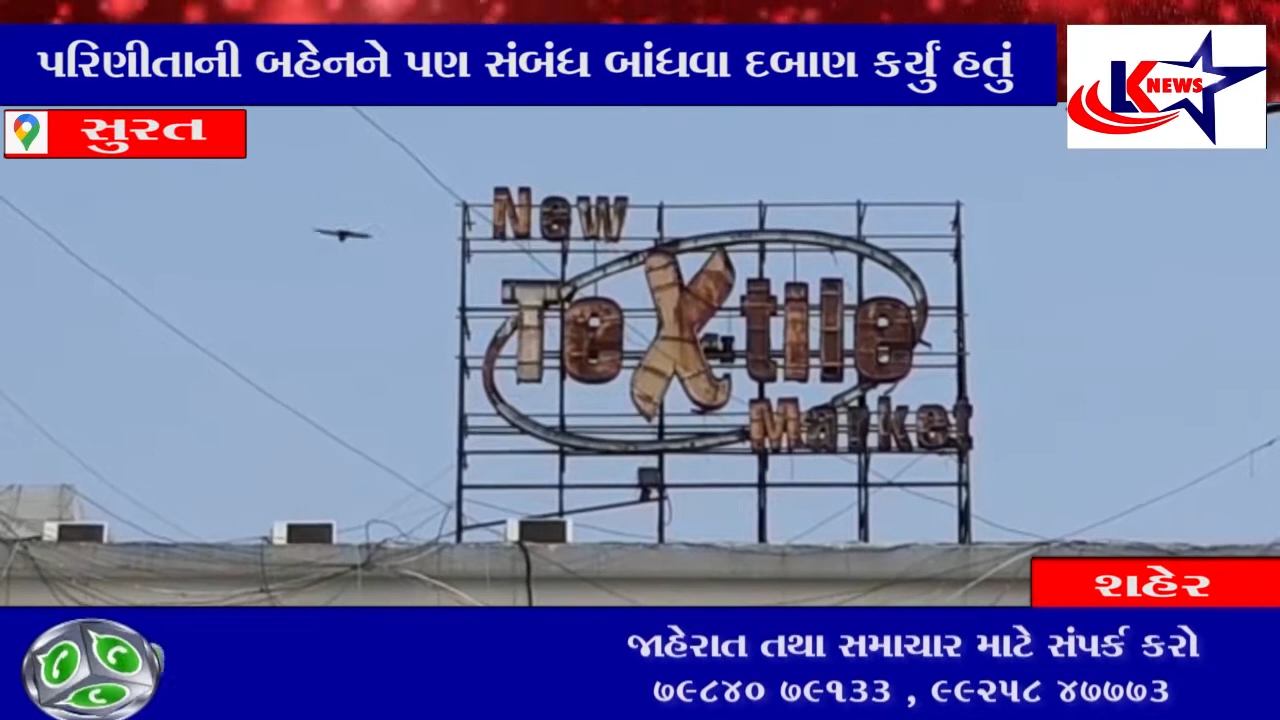 પરિણીતાની બહેનને પણ સંબંધ બાંધવા દબાણ કર્યુ હતું
LK NEWS
સુરત
New
Textile
Market
શહેર
જાહેરાત તથા સમાચાર માટે સંપર્ક કરો
૭૯૮૪૦ ૭૯૧૩૩ , ૯૯૨૫૮ ૪૭૭૭૩